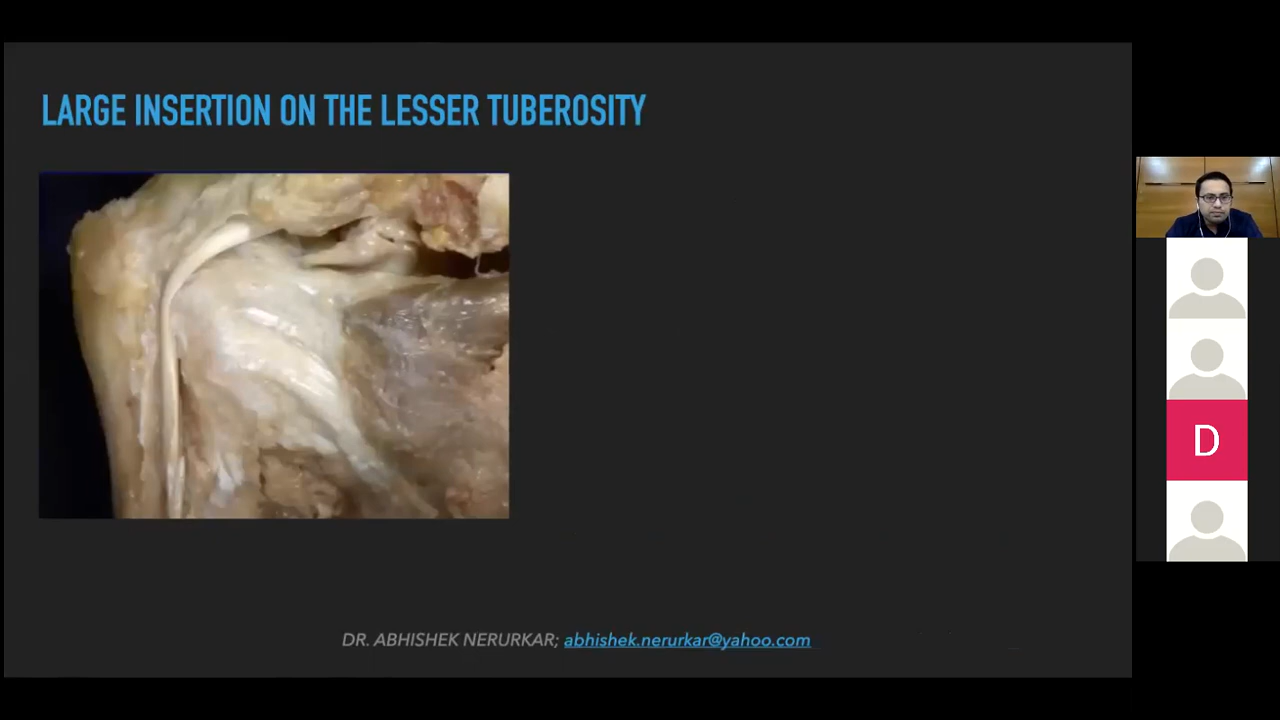 LARGE INSERTION ON THE LESSER TUBEROSITY
DR. ABHISHEK NERURKAR; abhishek.nerurkar@yahoo.com
D